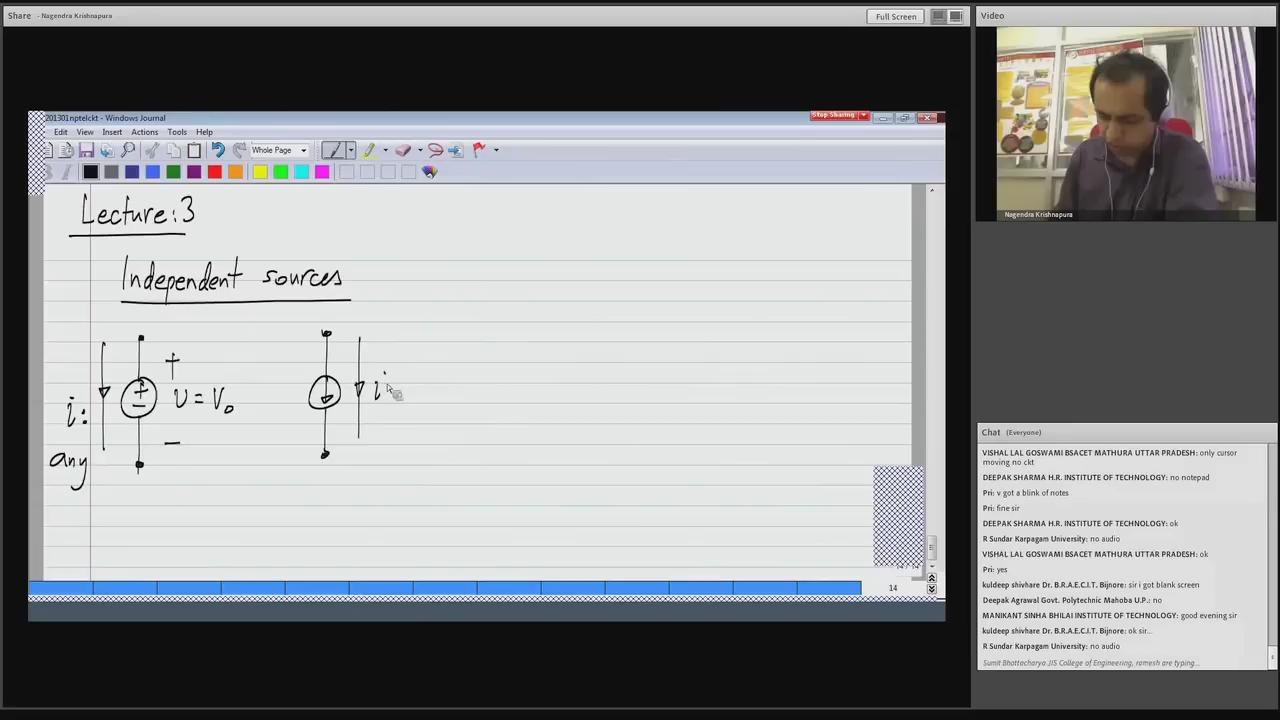 Share - Nagendra Krishnapura
Full Screen
Video
Nagendra Krishnapura
201301nptelckt - Windows Journal
Stop Sharing
Edit View Insert Actions Tools Help
Whole Page
Lecture: 3
Independent sources
+
v = V₀
−
i:
any
+
−
i
14
Chat (Everyone)
VISHAL LAL GOSWAMI BSACET MATHURA UTTAR PRADESH: only cursor
moving no ckt
DEEPAK SHARMA H.R. INSTITUTE OF TECHNOLOGY: no notepad
Pri: v got a blink of notes
Pri: fine sir
DEEPAK SHARMA H.R. INSTITUTE OF TECHNOLOGY: ok
R Sundar Karpagam University: no audio
VISHAL LAL GOSWAMI BSACET MATHURA UTTAR PRADESH: ok
Pri: yes
kuldeep shivhare Dr. B.R.A.E.C.I.T. Bijnore: sir i got blank screen
Deepak Agrawal Govt. Polytechnic Mahoba U.P.: no
MANIKANT SINHA BHILAI INSTITUTE OF TECHNOLOGY: good evening sir
kuldeep shivhare Dr. B.R.A.E.C.I.T. Bijnore: ok sir...
R Sundar Karpagam University: no audio
Sumit Bhattacharya JIS College of Engineering, ramesh are typing...